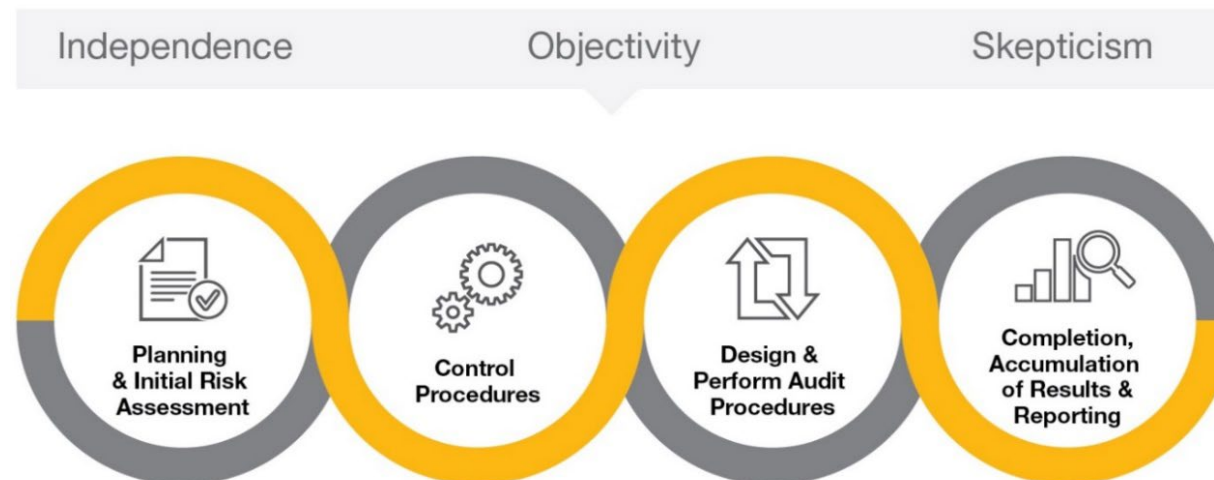 Independence
Objectivity
Skepticism
Planning
& Initial Risk
Assessment
Control
Procedures
Design &
Perform Audit
Procedures
Completion,
Accumulation
of Results &
Reporting